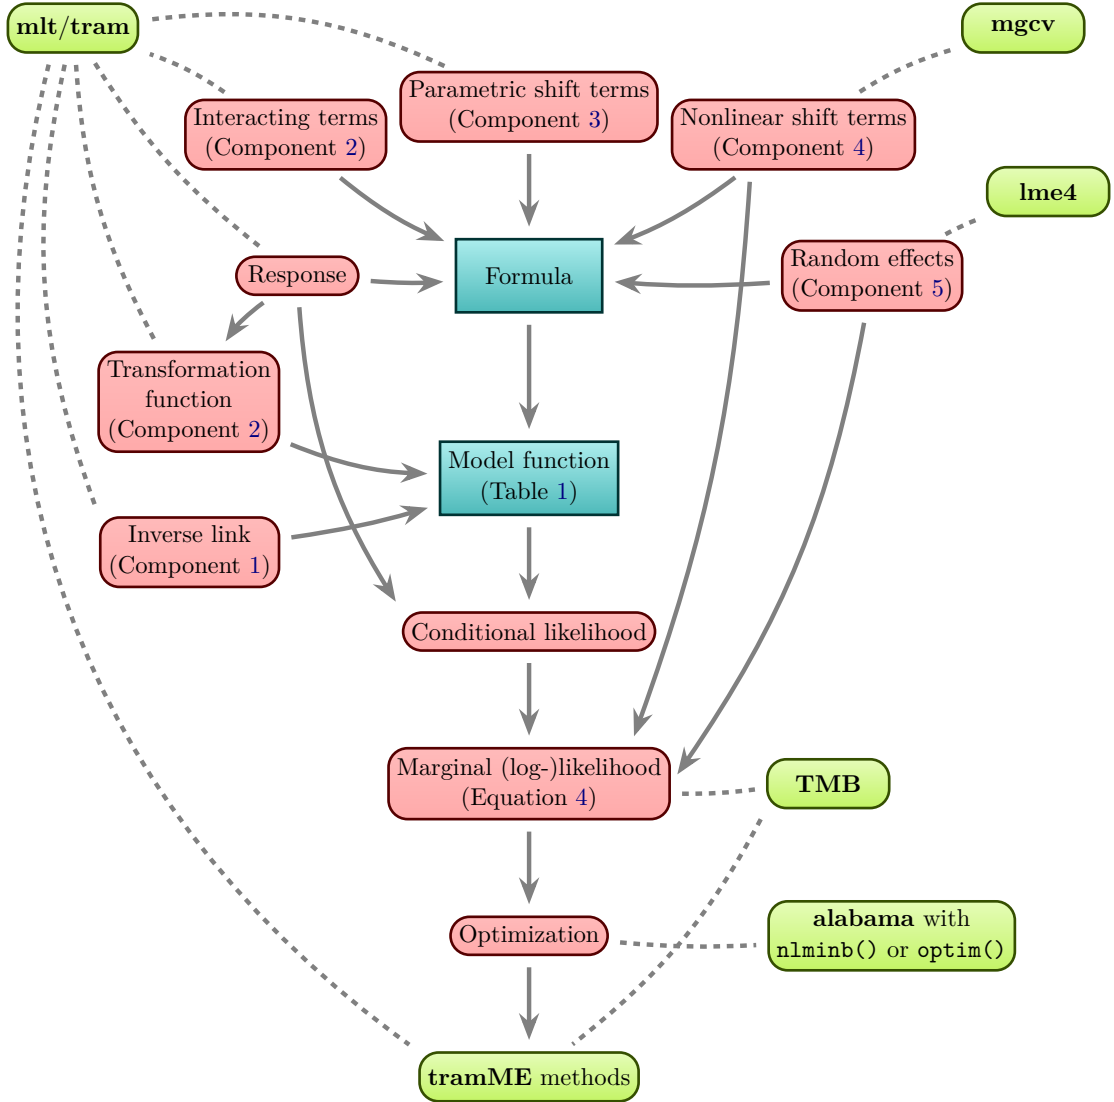 mlt/tram
mgcv
Parametric shift terms
(Component 3)
Interacting terms
(Component 2)
Nonlinear shift terms
(Component 4)
lme4
Response
Formula
Random effects
(Component 5)
Transformation
function
(Component 2)
Model function
(Table 1)
Inverse link
(Component 1)
Conditional likelihood
Marginal (log-)likelihood
(Equation 4)
TMB
Optimization
alabama with
nlminb() or optim()
tramME methods